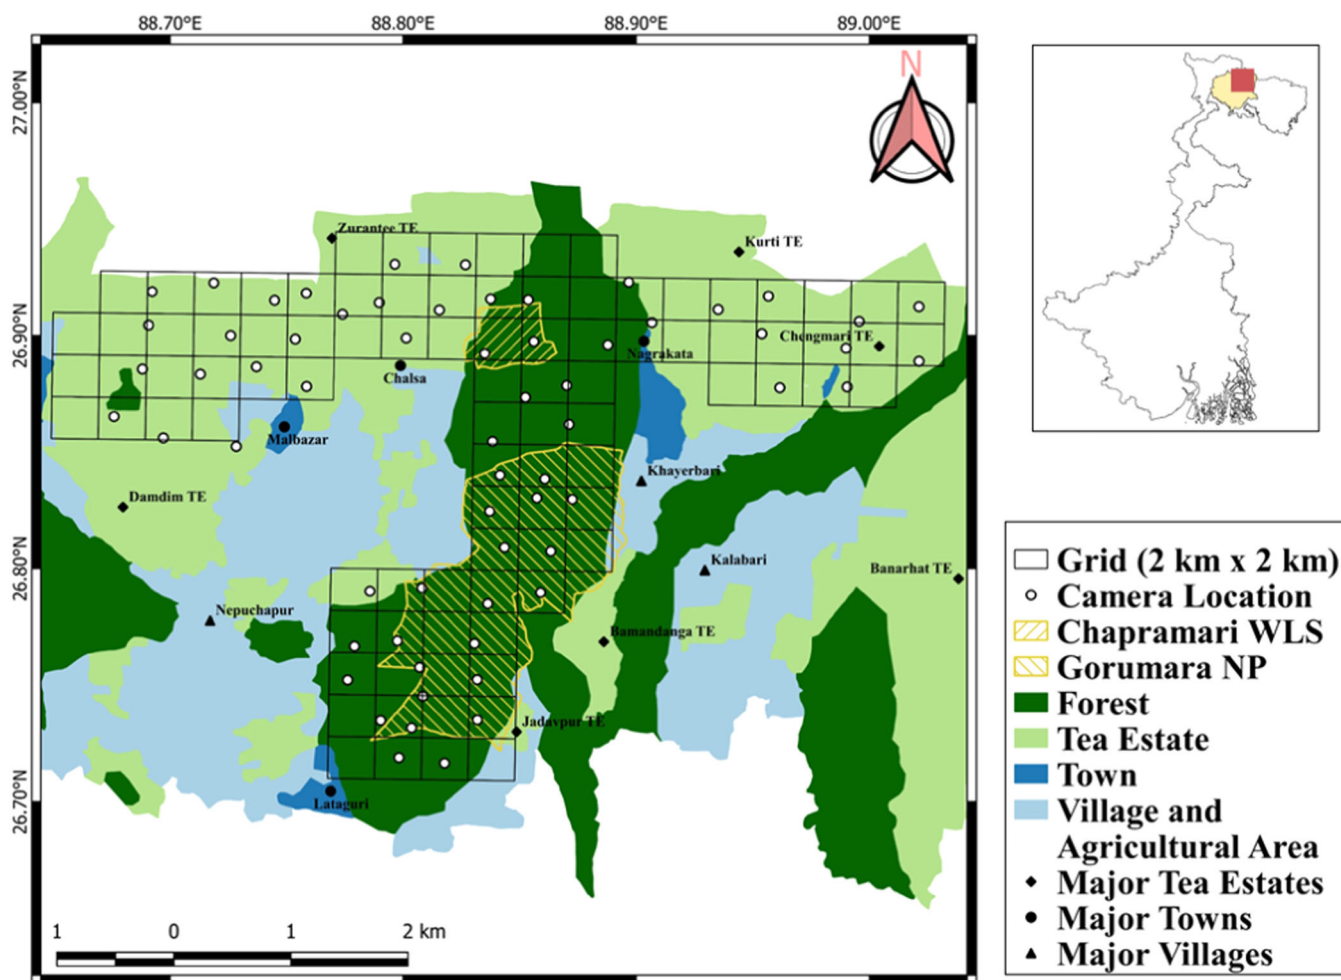 88.70°E 88.80°E 88.90°E 89.00°E
27.00°N
26.90°N
26.80°N
26.70°N
N
Zurantee TE
Kurti TE
Chengmari TE
Nagrakata
Chalsa
Malbazar
Khayerbari
Damdim TE
Kalabari
Banarhat TE
Nepuchapur
Bamandanga TE
Jadavpur TE
Lataguri
1 0 1 2 km
Grid (2 km x 2 km)
Camera Location
Chapramari WLS
Gorumara NP
Forest
Tea Estate
Town
Village and
Agricultural Area
Major Tea Estates
Major Towns
Major Villages